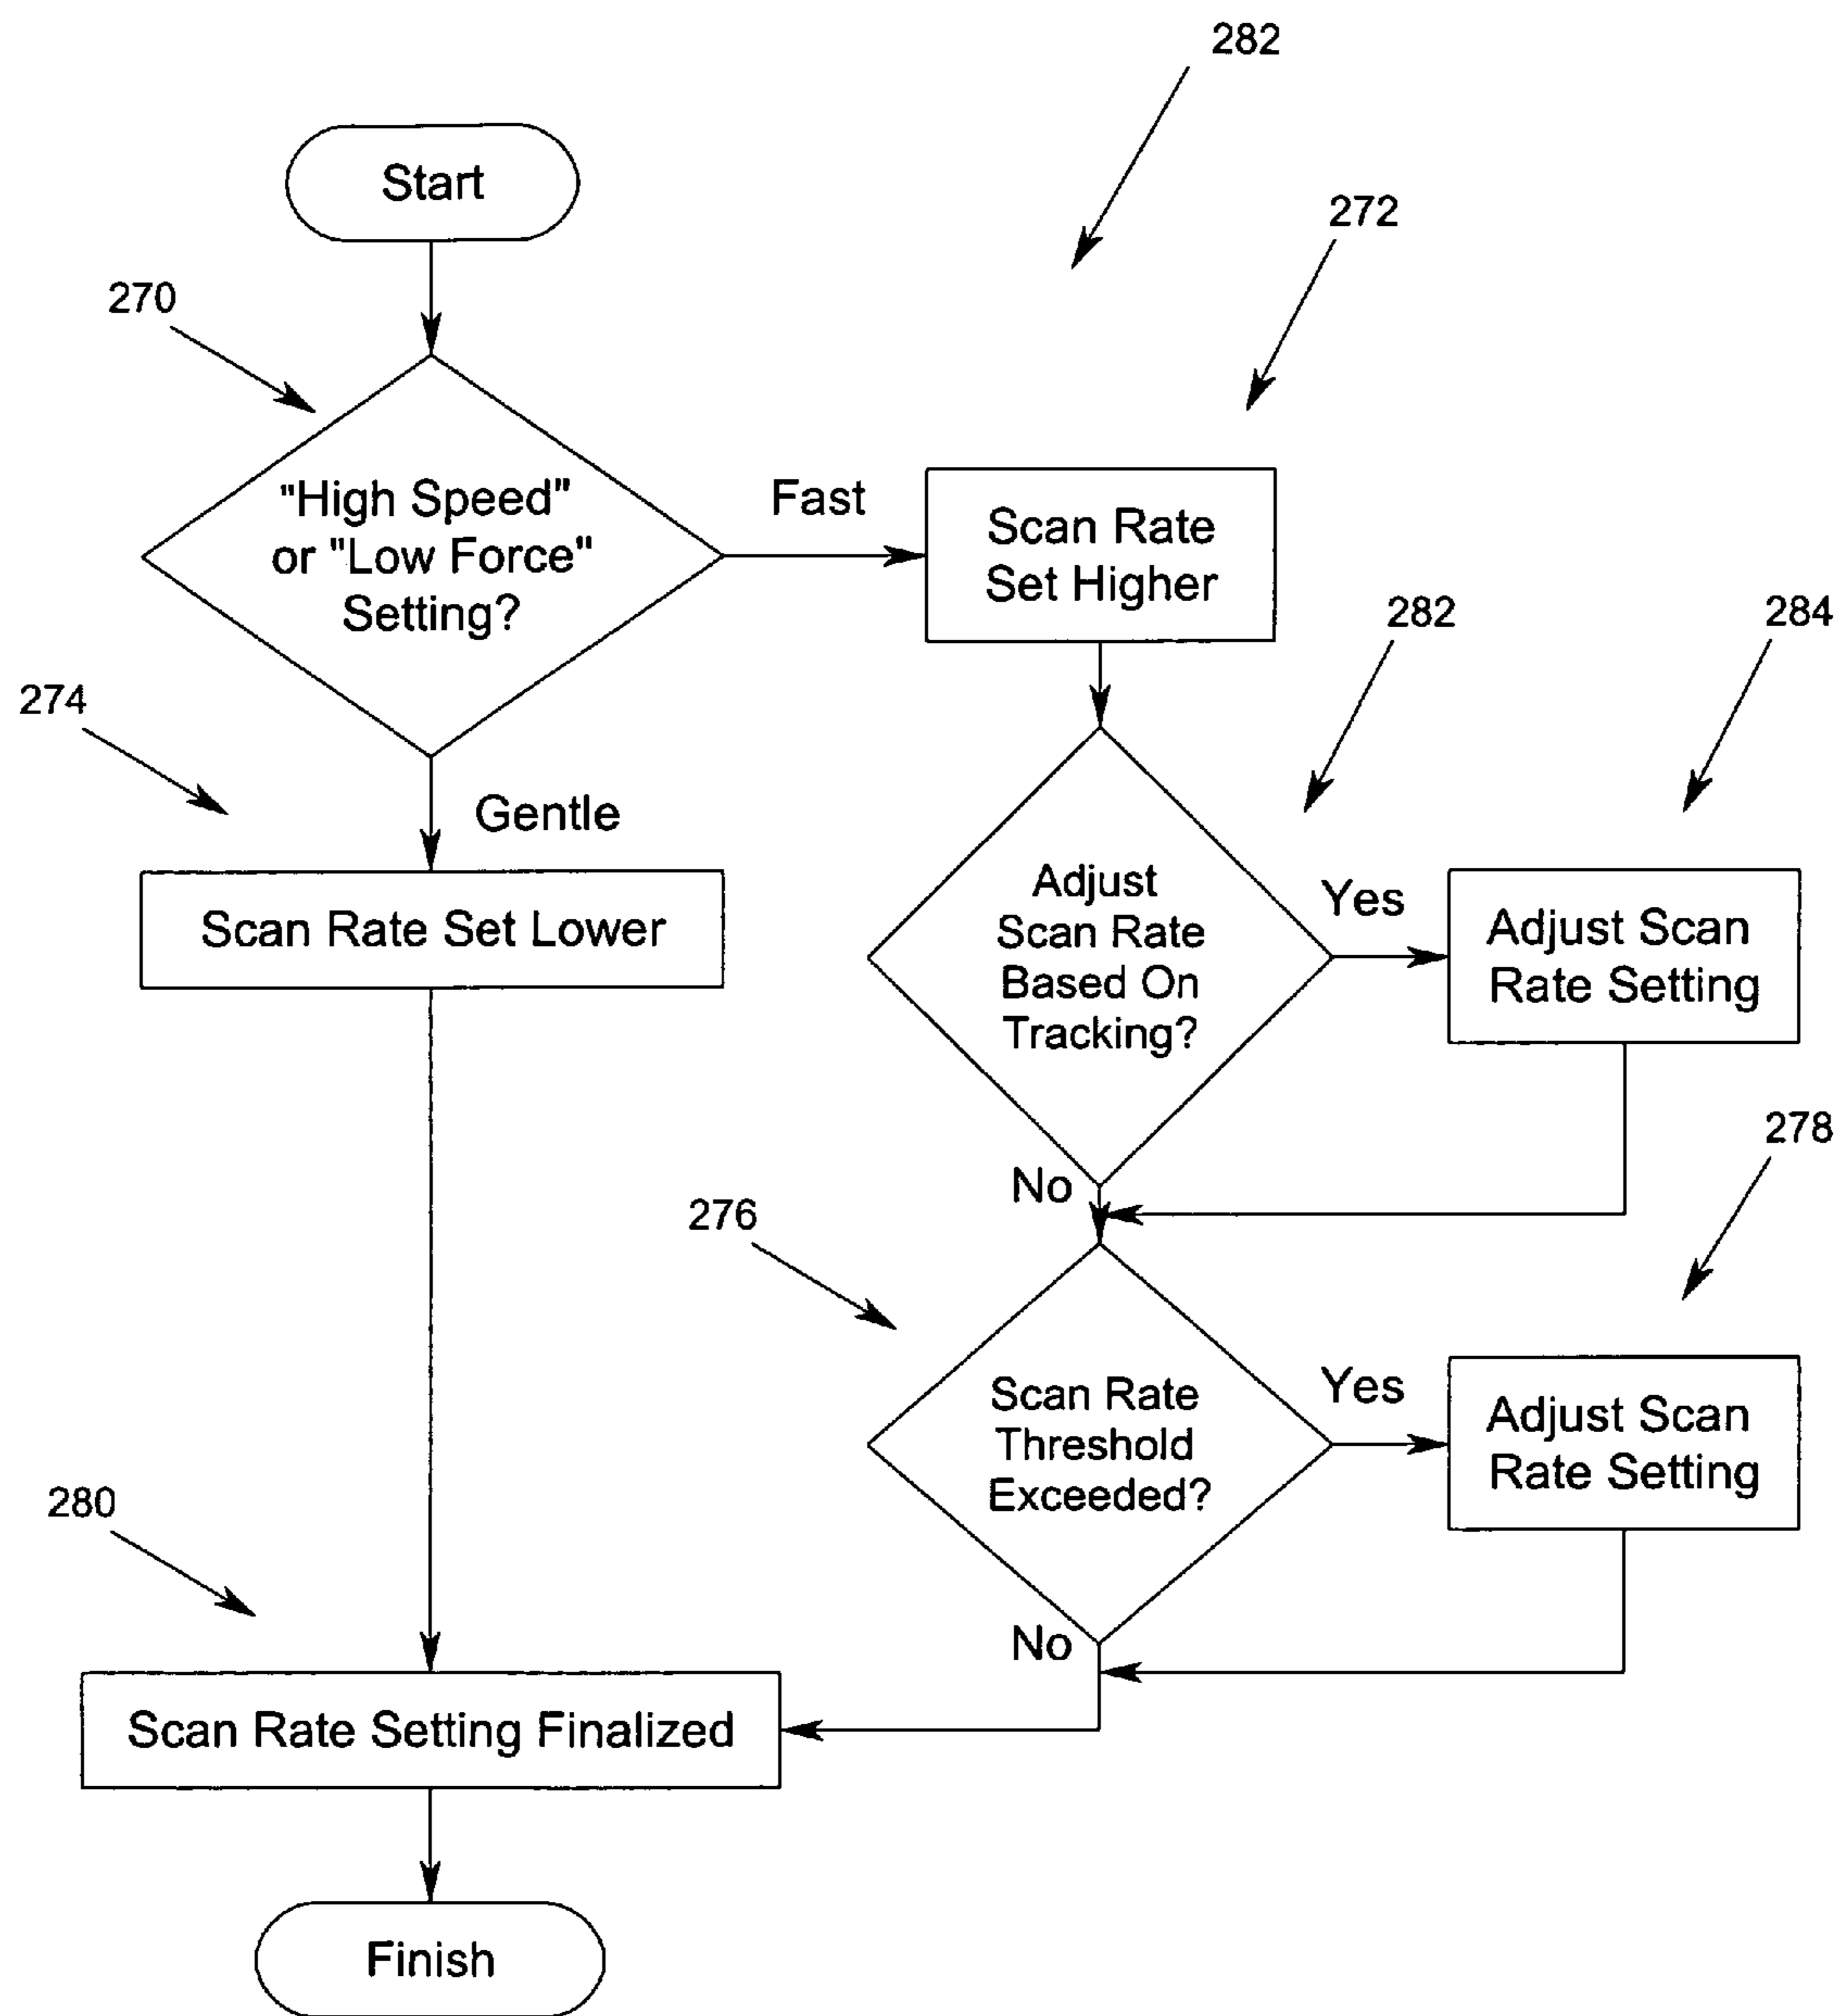 282
Start
272
270
"High Speed"
or "Low Force"
Setting?
Fast
Scan Rate
Set Higher
282
284
274
Gentle
Scan Rate Set Lower
Adjust
Scan Rate
Based On
Tracking?
Yes
Adjust Scan
Rate Setting
No
278
276
Scan Rate
Threshold
Exceeded?
Yes
Adjust Scan
Rate Setting
280
No
Scan Rate Setting Finalized
Finish